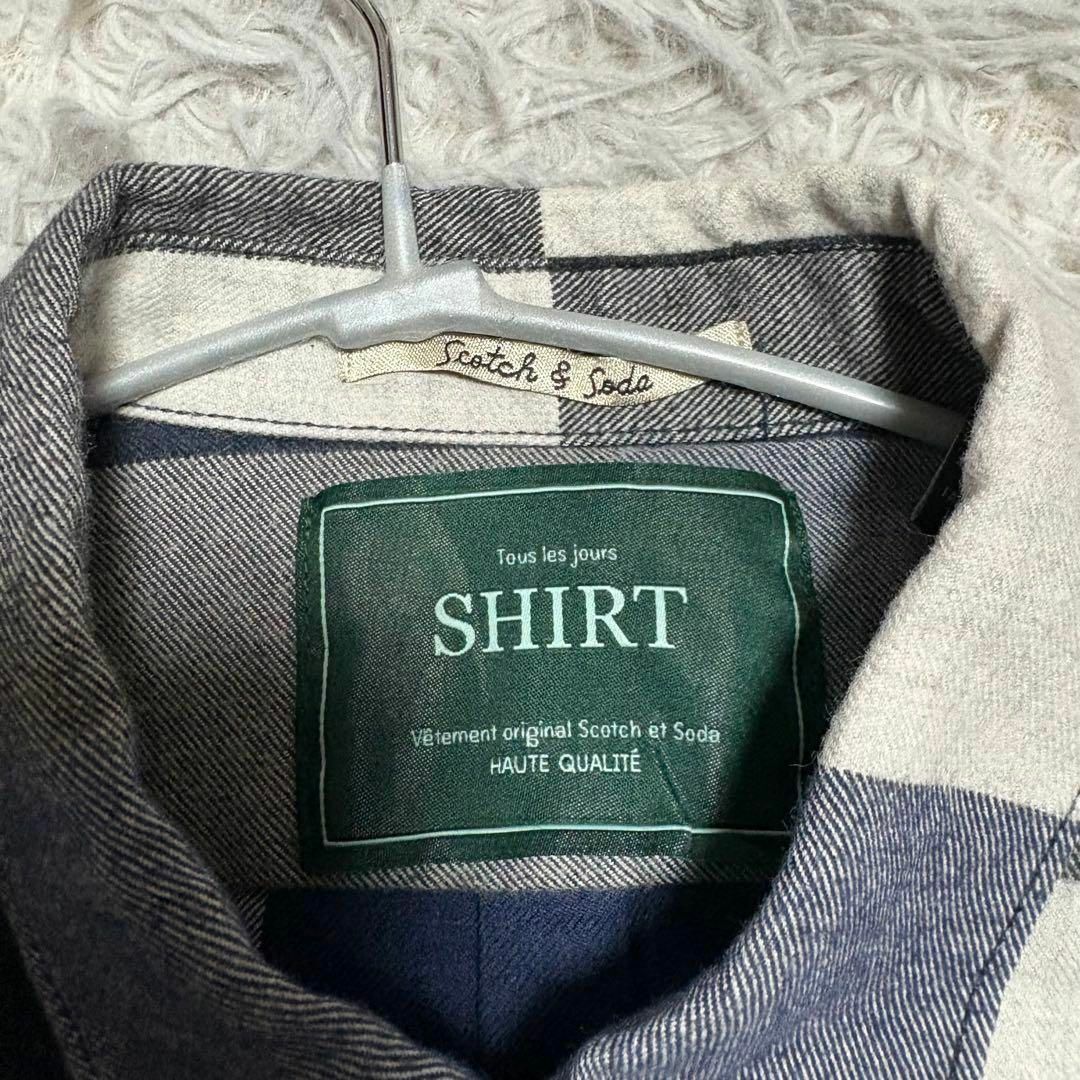 Scotch & Soda
Tous les jours
SHIRT
Vêtement original Scotch et Soda
HAUTE QUALITÉ